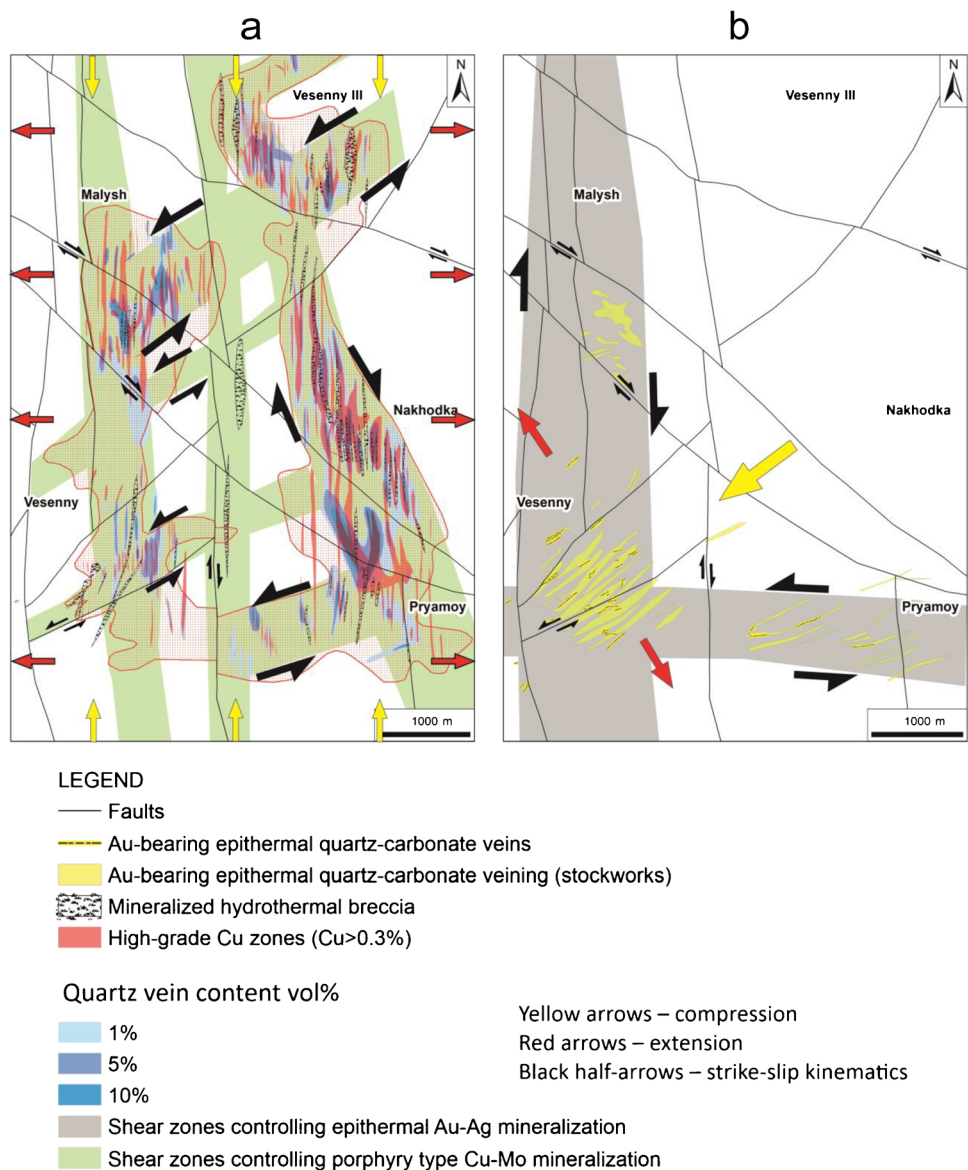 a
b
N
Vesenny III
Malysh
Nakhodka
Vesenny
Pryamoy
1000 m
N
Vesenny III
Malysh
Nakhodka
Vesenny
Pryamoy
1000 m
LEGEND
Faults
Au-bearing epithermal quartz-carbonate veins
Au-bearing epithermal quartz-carbonate veining (stockworks)
Mineralized hydrothermal breccia
High-grade Cu zones (Cu>0.3%)
Quartz vein content vol%
1%
5%
10%
Shear zones controlling epithermal Au-Ag mineralization
Shear zones controlling porphyry type Cu-Mo mineralization
Yellow arrows – compression
Red arrows – extension
Black half-arrows – strike-slip kinematics